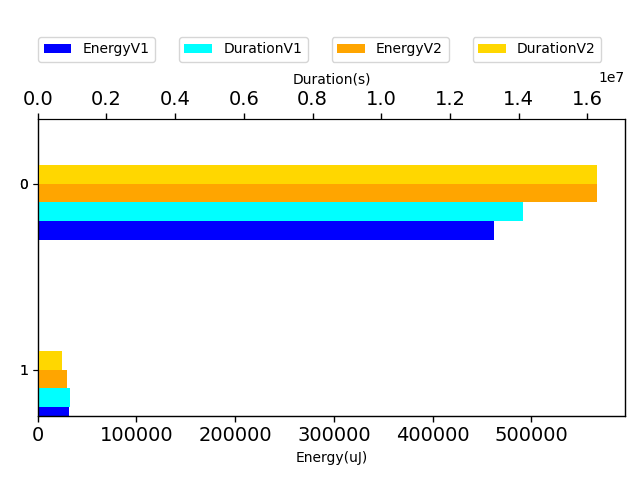 EnergyV1 DurationV1 EnergyV2 DurationV2
Duration(s)
1e7
0.0 0.2 0.4 0.6 0.8 1.0 1.2 1.4 1.6
0
1
0 100000 200000 300000 400000 500000
Energy(uJ)